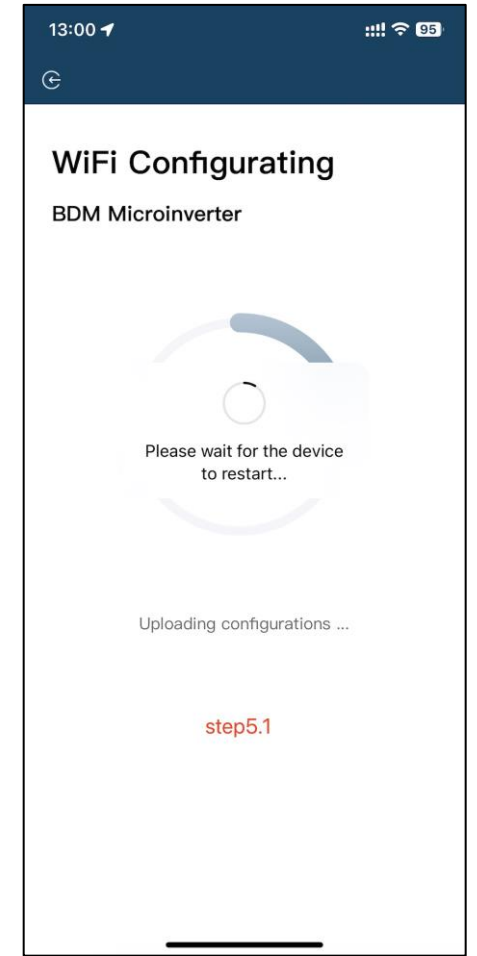 13:00
95
WiFi Configurating
BDM Microinverter
Please wait for the device
to restart...
Uploading configurations ...
step5.1